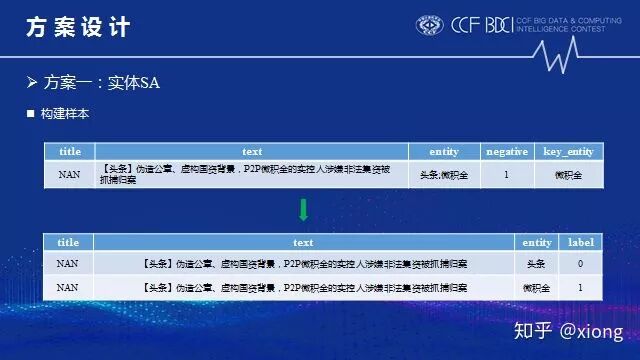 方案设计
CCF BDCI
CCF BIG DATA & COMPUTING
INTELLIGENCE CONTEST
方案一：实体SA
构建样本
title text entity negative key_entity
NAN 【头条】伪造公章、虚构国资背景，P2P微积金的实控人涉嫌非法集资被 头条;微积金 1 微积金
抓捕归案
title text entity label
NAN 【头条】伪造公章、虚构国资背景，P2P微积金的实控人涉嫌非法集资被抓捕归案 头条 0
NAN 【头条】伪造公章、虚构国资背景，P2P微积金的实控人涉嫌非法集资被抓捕归案 微积金 1
知乎 @xiong